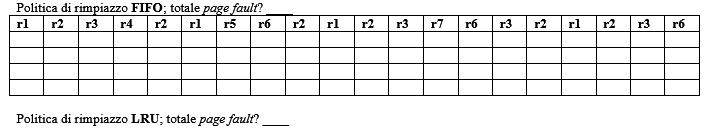 Politica di rimpiazzo FIFO; totale page fault? ____
r1 r2 r3 r4 r2 r1 r5 r6 r2 r1 r2 r3 r7 r6 r3 r2 r1 r2 r3 r6
Politica di rimpiazzo LRU; totale page fault? ____